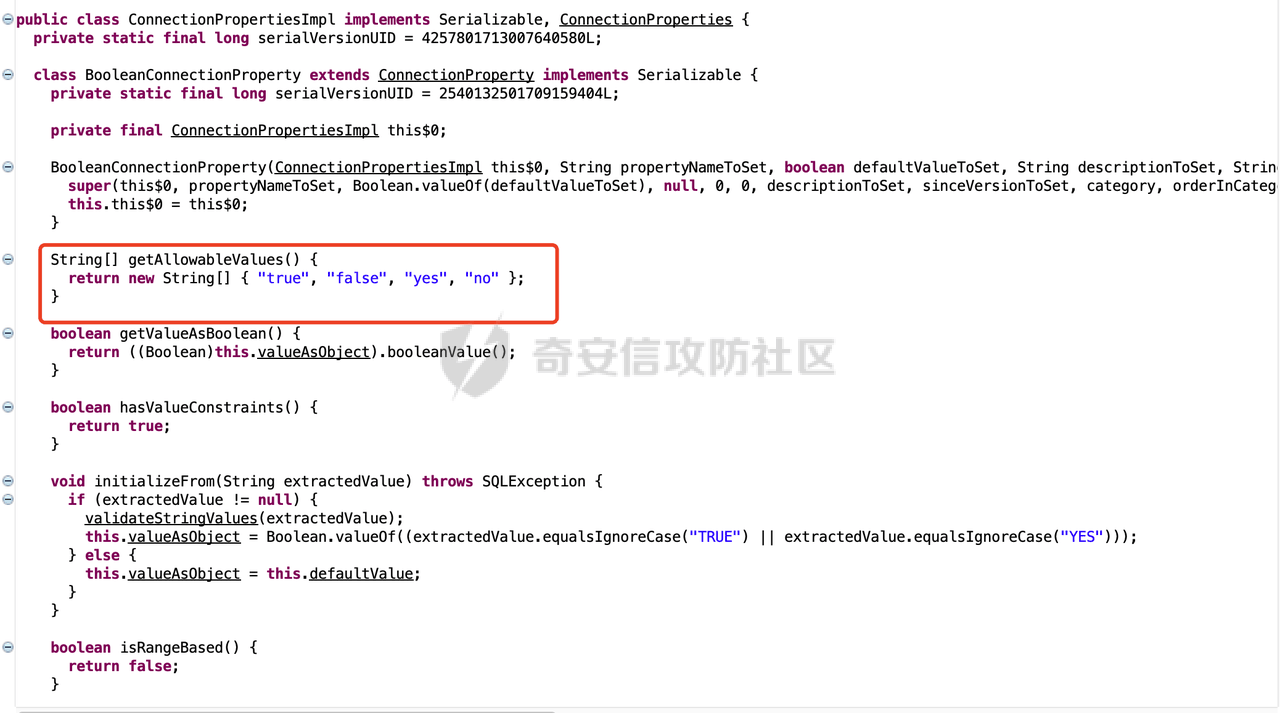 public class ConnectionPropertiesImpl implements Serializable, ConnectionProperties {
private static final long serialVersionUID = 4257801713007640580L;
class BooleanConnectionProperty extends ConnectionProperty implements Serializable {
private static final long serialVersionUID = 2540132501709159404L;
private final ConnectionPropertiesImpl this$0;
BooleanConnectionProperty(ConnectionPropertiesImpl this$0, String propertyNameToSet, boolean defaultValueToSet, String descriptionToSet, Strin
super(this$0, propertyNameToSet, Boolean.valueOf(defaultValueToSet), null, 0, 0, descriptionToSet, sinceVersionToSet, category, orderInCateg
this.this$0 = this$0;
}
String[] getAllowableValues() {
return new String[] { "true", "false", "yes", "no" };
}
boolean getValueAsBoolean() {
return ((Boolean)this.valueAsObject).booleanValue();
}
奇安信攻防社区
boolean hasValueConstraints() {
return true;
}
void initializeFrom(String extractedValue) throws SQLException {
if (extractedValue != null) {
validateStringValues(extractedValue);
this.valueAsObject = Boolean.valueOf((extractedValue.equalsIgnoreCase("TRUE") || extractedValue.equalsIgnoreCase("YES")));
} else {
this.valueAsObject = this.defaultValue;
}
}
boolean isRangeBased() {
return false;
}